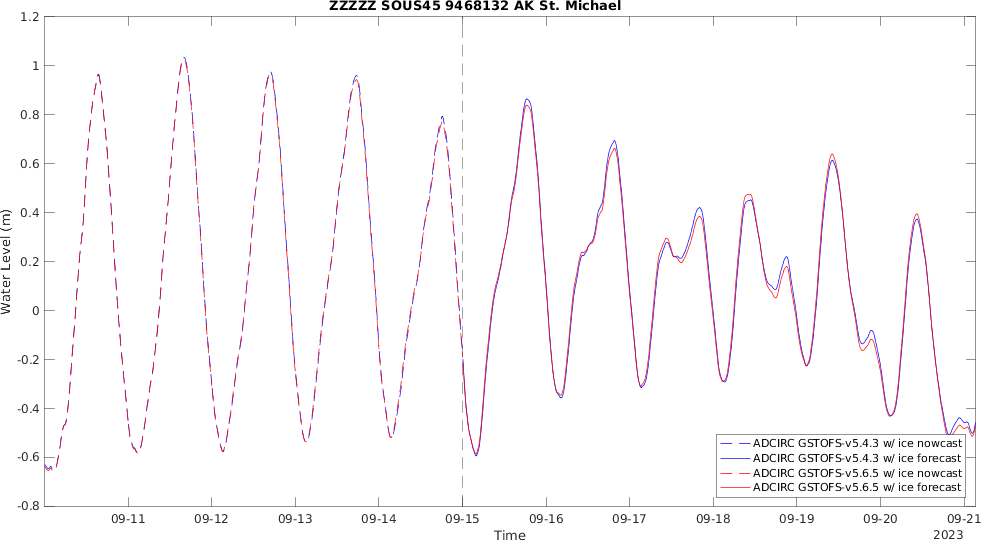 ZZZZZ SOUS45 9468132 AK St. Michael
1.2
1
0.8
0.6
0.4
0.2
0
-0.2
-0.4
-0.6
-0.8
Water Level (m)
09-11 09-12 09-13 09-14 09-15 09-16 09-17 09-18 09-19 09-20 09-21
Time
2023
ADCIRC GSTOFS-v5.4.3 w/ ice nowcast
ADCIRC GSTOFS-v5.4.3 w/ ice forecast
ADCIRC GSTOFS-v5.6.5 w/ ice nowcast
ADCIRC GSTOFS-v5.6.5 w/ ice forecast